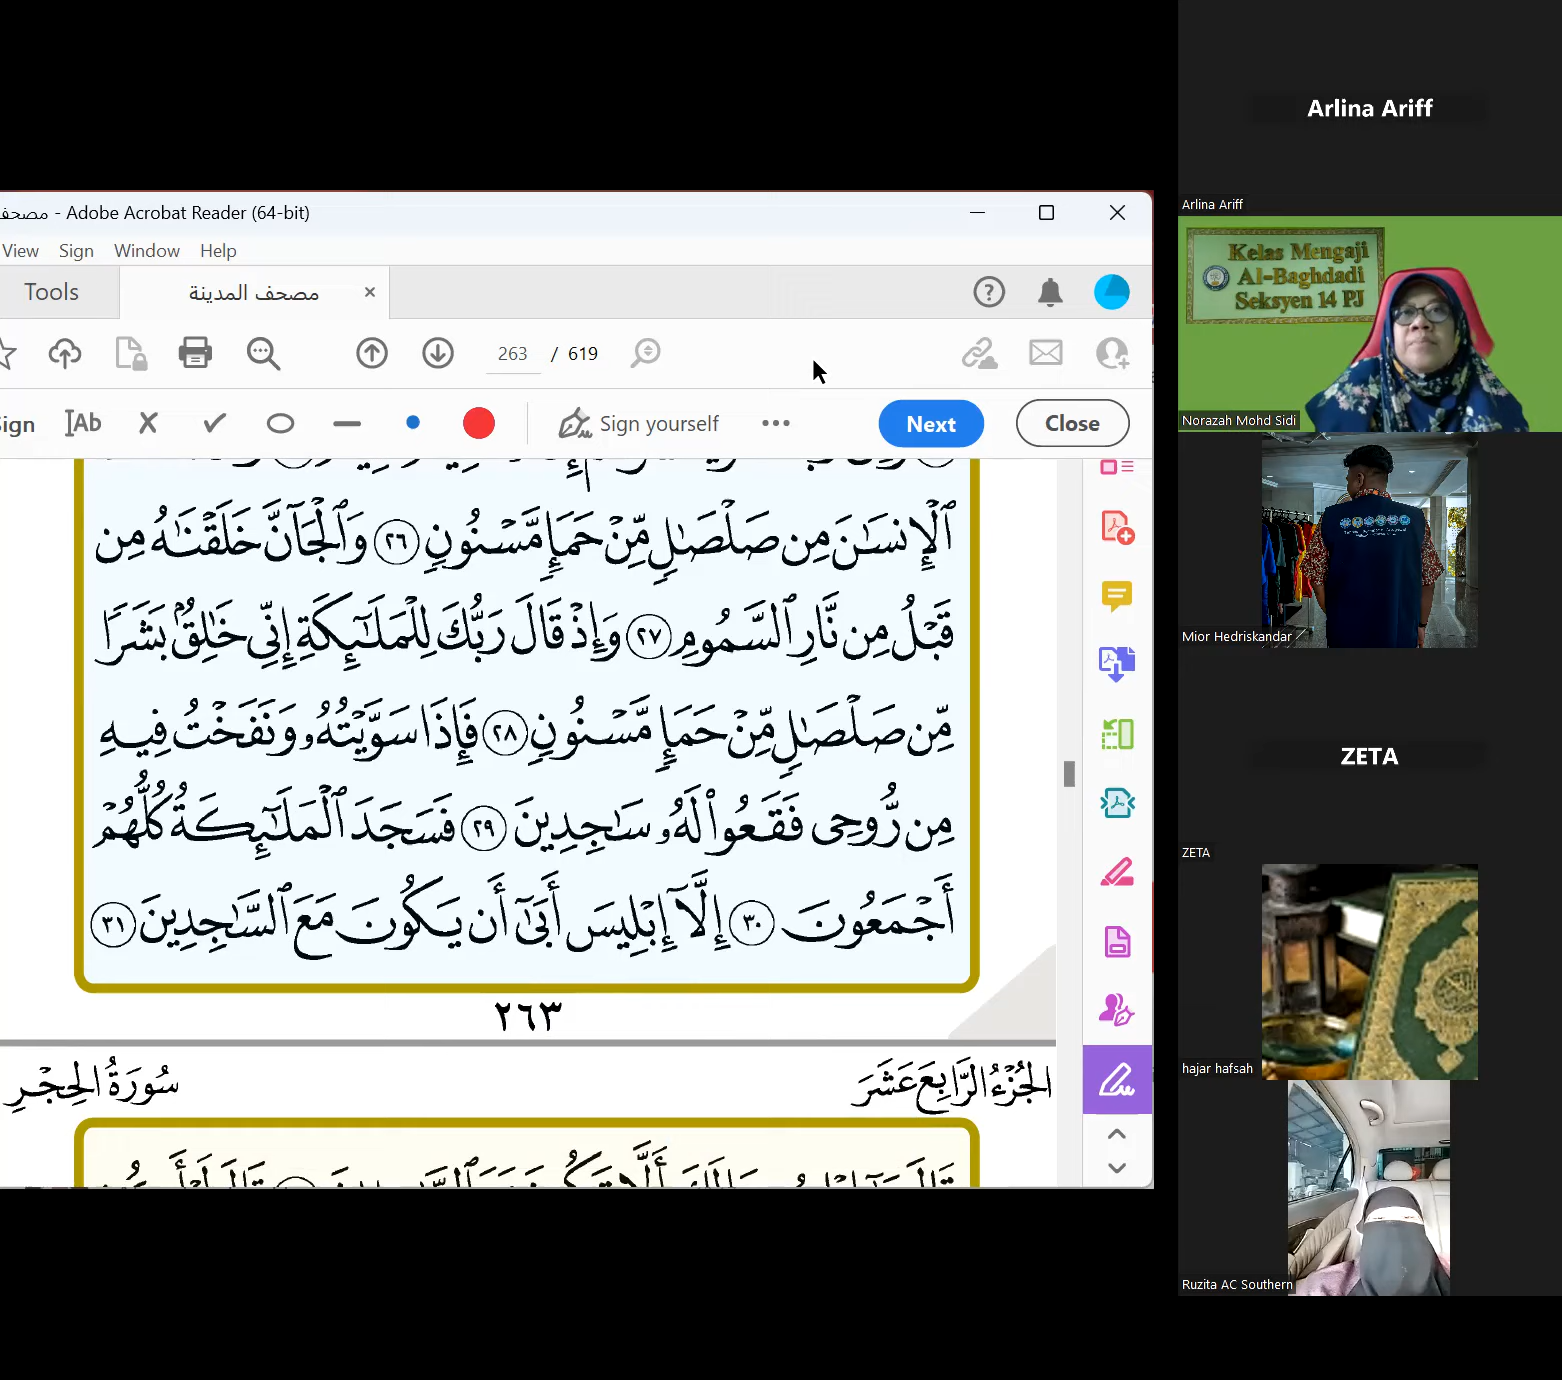 مصحف - Adobe Acrobat Reader (64-bit)
View Sign Window Help
Tools
مصحف المدينة
263 / 619
ign
Ab
Sign yourself
Next
Close
ٱلْإِنسَـٰنَ مِن صَلْصَـٰلٍ مِّنْ حَمَإٍ مَّسْنُونٍ ٢٦ وَٱلْجَآنَّ خَلَقْنَـٰهُ مِن
قَبْلُ مِن نَّارِ ٱلسَّمُومِ ٢٧ وَإِذْ قَالَ رَبُّكَ لِلْمَلَـٰٓئِكَةِ إِنِّى خَـٰلِقٌۢ بَشَرًا
مِّن صَلْصَـٰلٍ مِّنْ حَمَإٍ مَّسْنُونٍ ٢٨ فَإِذَا سَوَّيْتُهُۥ وَنَفَخْتُ فِيهِ
مِن رُّوحِى فَقَعُوا۟ لَهُۥ سَـٰجِدِينَ ٢٩ فَسَجَدَ ٱلْمَلَـٰٓئِكَةُ كُلُّهُمْ
أَجْمَعُونَ ٣٠ إِلَّآ إِبْلِيسَ أَبَىٰٓ أَن يَكُونَ مَعَ ٱلسَّـٰجِدِينَ ٣١
٢٦٣
الجُزْءُ الرَّابِعَ عَشَرَ
سُورَةُ الحِجْرِ
Arlina Ariff
Arlina Ariff
Kelas Mengaji
Al-Baghdadi
Seksyen 14 PJ
Norazah Mohd Sidi
Mior Hedriskandar
ZETA
ZETA
hajar hafsah
Ruzita AC Southern